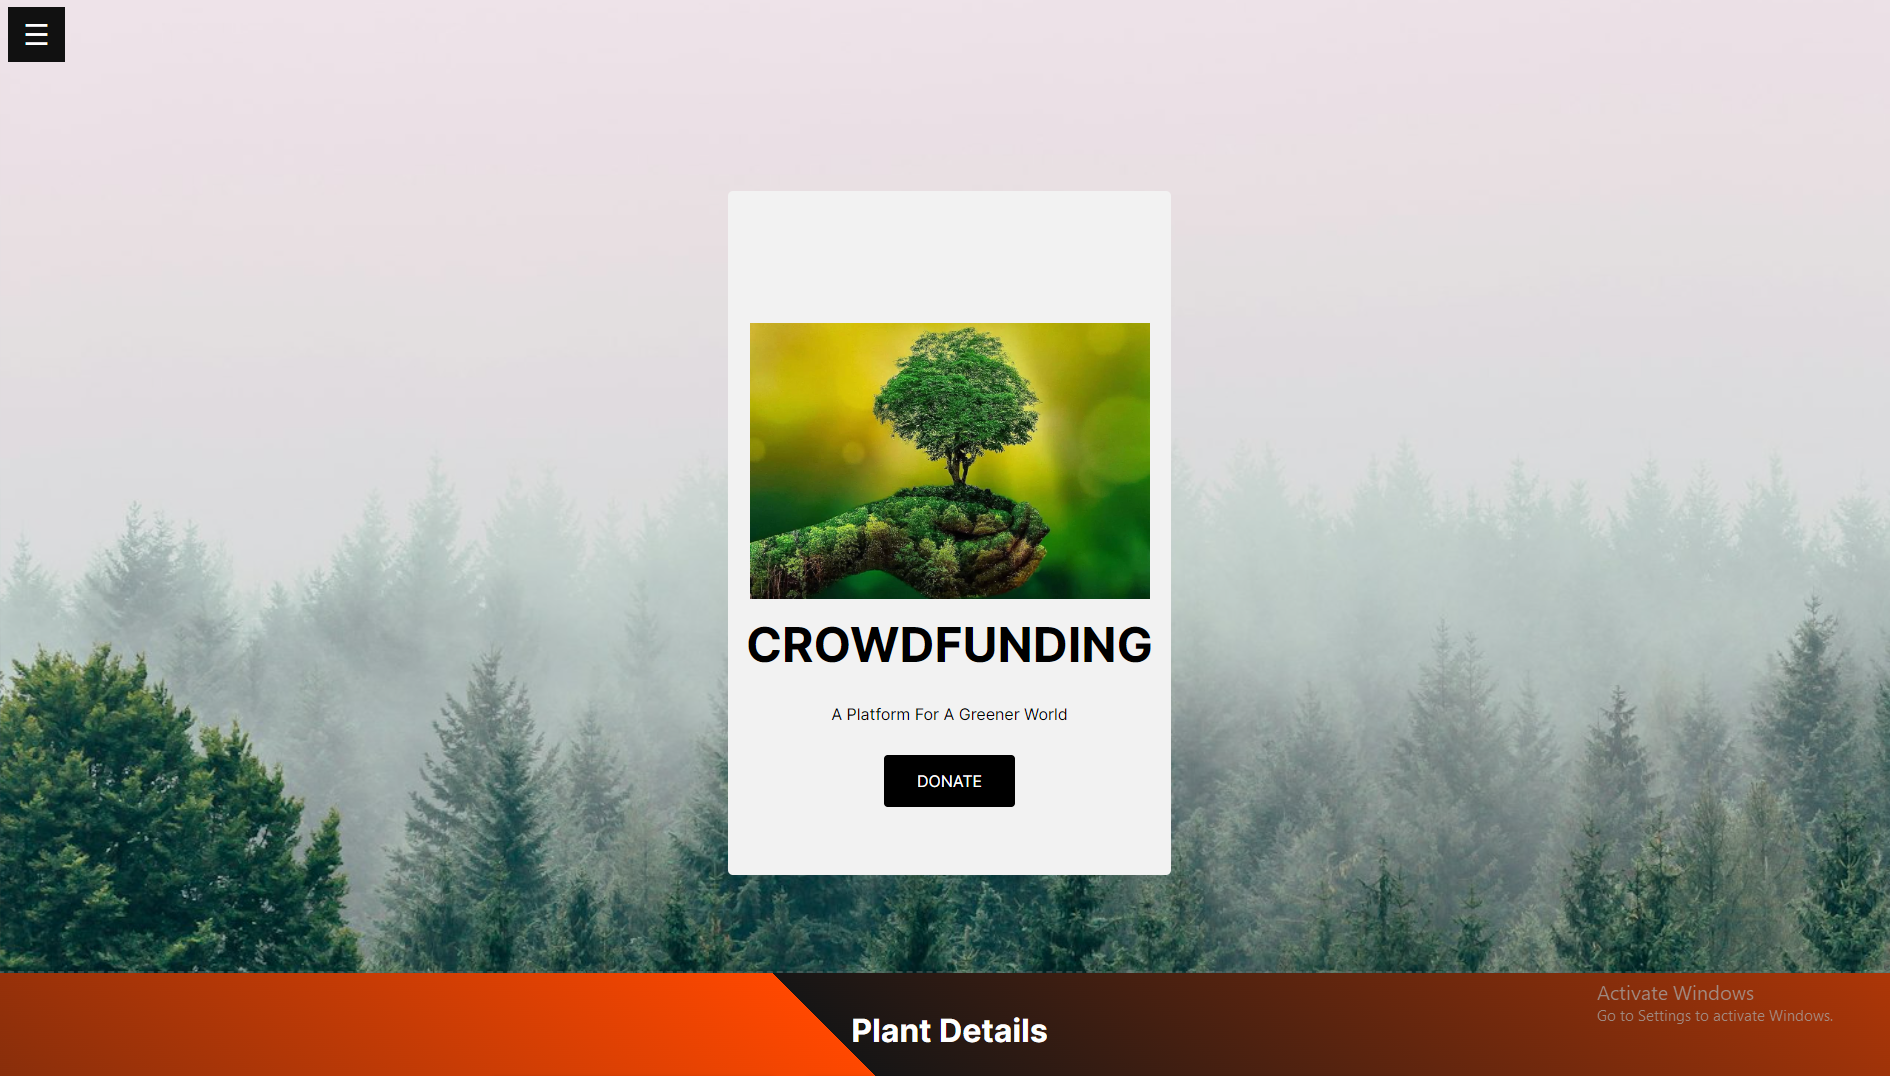 ☰
CROWDFUNDING
A Platform For A Greener World
DONATE
Plant Details
Activate Windows
Go to Settings to activate Windows.